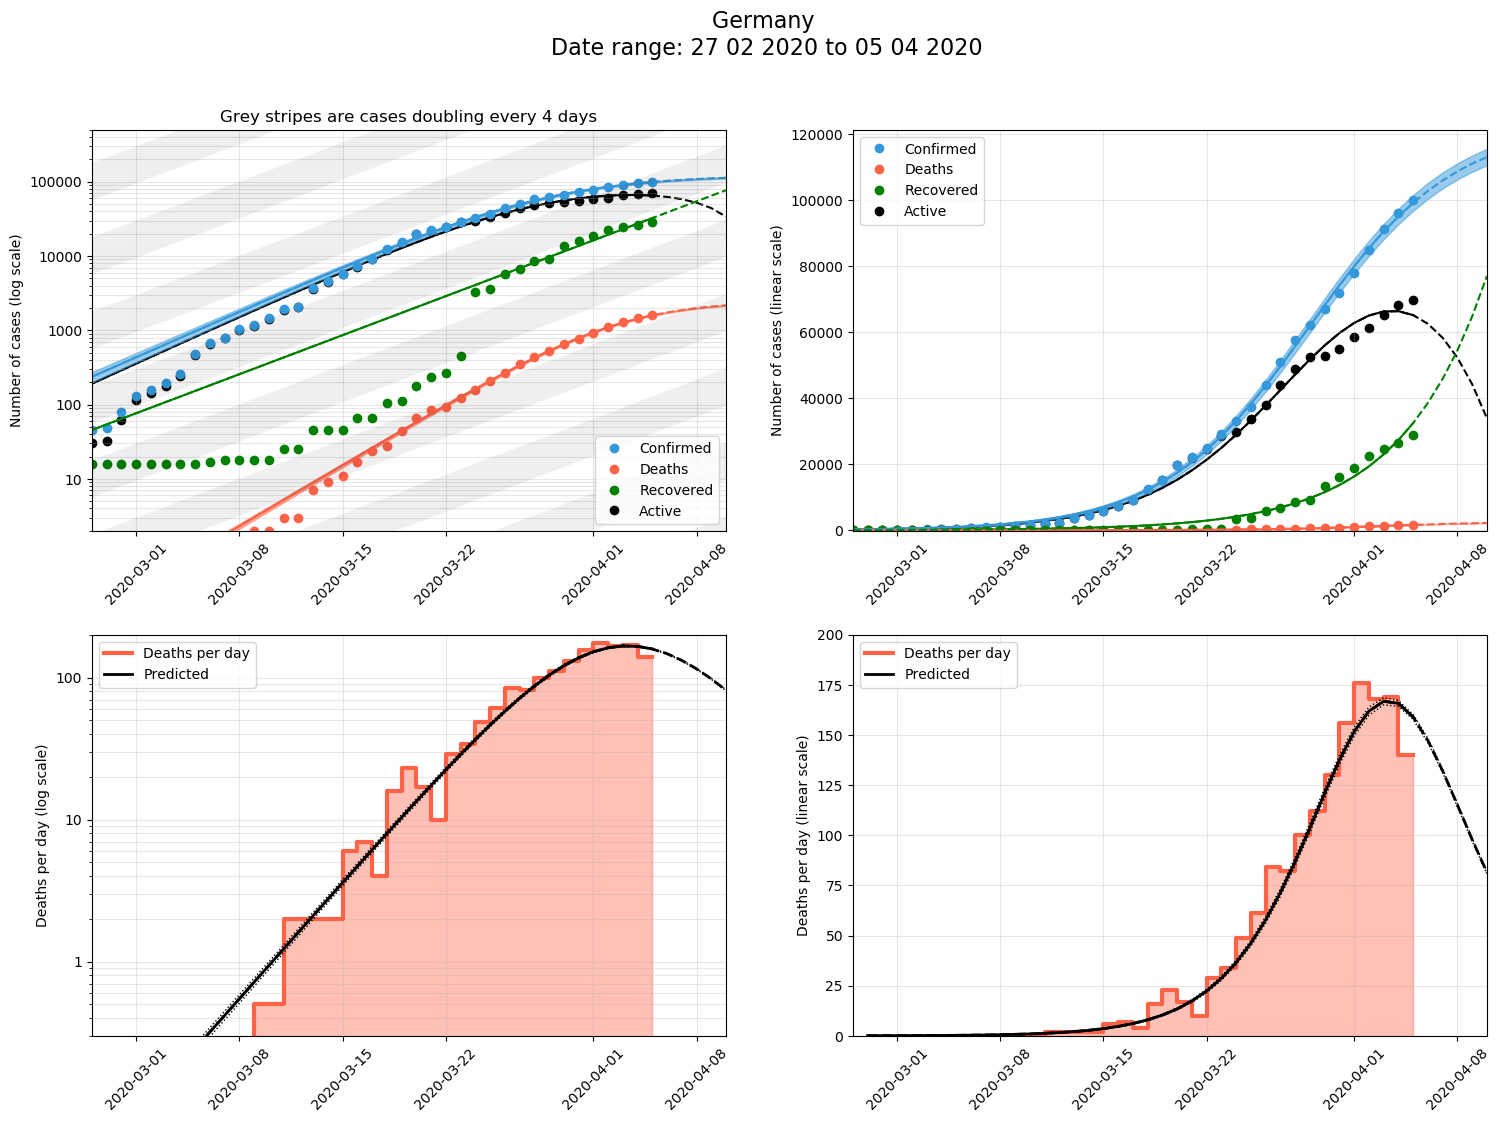 Germany
Date range: 27 02 2020 to 05 04 2020
Grey stripes are cases doubling every 4 days
Number of cases (log scale)
100000
10000
1000
100
10
Confirmed
Deaths
Recovered
Active
2020-03-01
2020-03-08
2020-03-15
2020-03-22
2020-04-01
2020-04-08
Number of cases (linear scale)
120000
100000
80000
60000
40000
20000
0
Confirmed
Deaths
Recovered
Active
2020-03-01
2020-03-08
2020-03-15
2020-03-22
2020-04-01
2020-04-08
Deaths per day (log scale)
100
10
1
Deaths per day
Predicted
2020-03-01
2020-03-08
2020-03-15
2020-03-22
2020-04-01
2020-04-08
Deaths per day (linear scale)
200
175
150
125
100
75
50
25
0
Deaths per day
Predicted
2020-03-01
2020-03-08
2020-03-15
2020-03-22
2020-04-01
2020-04-08